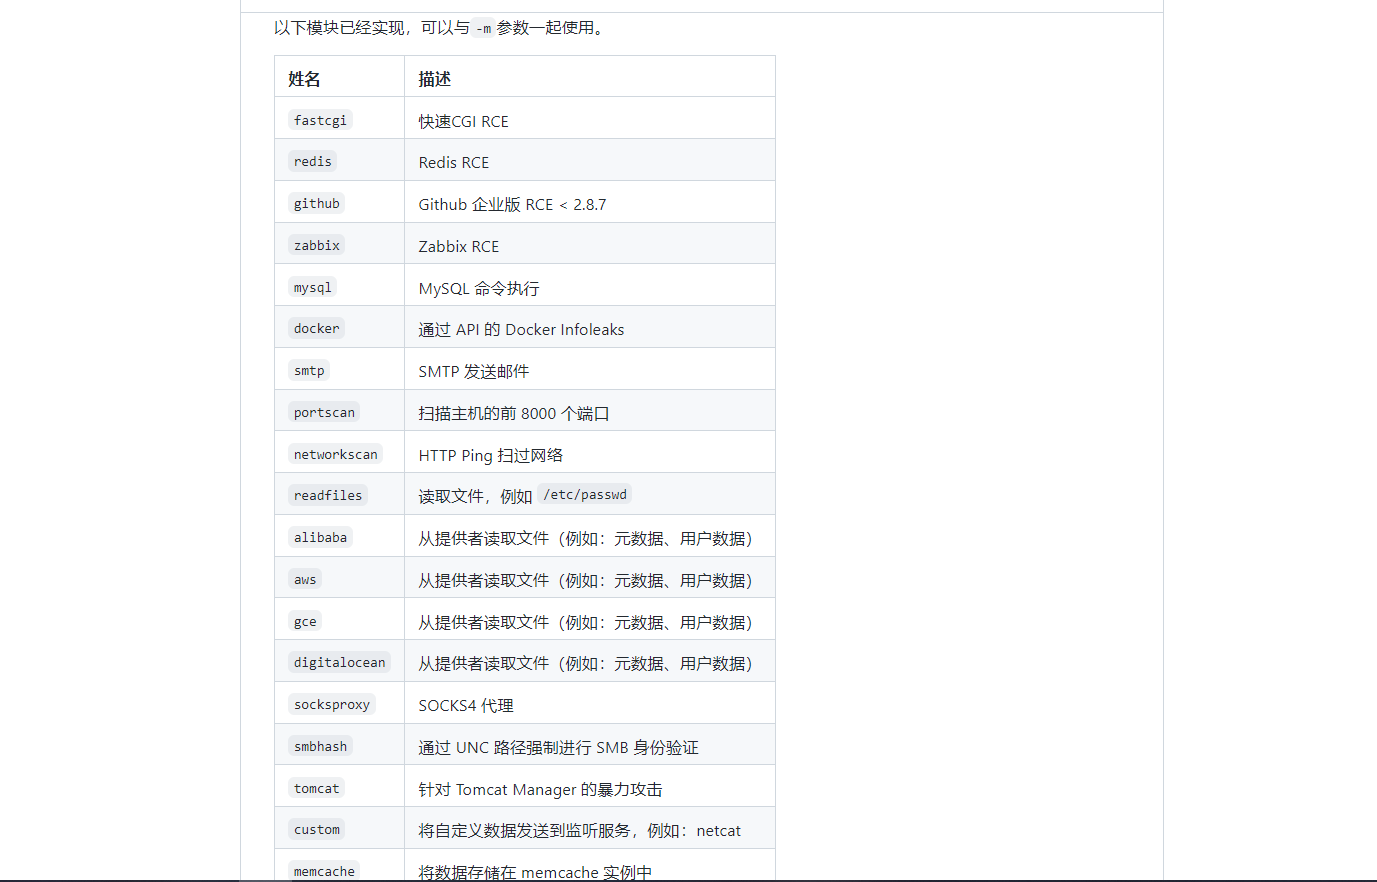 以下模块已经实现，可以与 -m 参数一起使用。
姓名 描述
fastcgi 快速CGI RCE
redis Redis RCE
github Github 企业版 RCE < 2.8.7
zabbix Zabbix RCE
mysql MySQL 命令执行
docker 通过 API 的 Docker Infoleaks
smtp SMTP 发送邮件
portscan 扫描主机的前 8000 个端口
networkscan HTTP Ping 扫过网络
readfiles 读取文件，例如 /etc/passwd
alibaba 从提供者读取文件（例如：元数据、用户数据）
aws 从提供者读取文件（例如：元数据、用户数据）
gce 从提供者读取文件（例如：元数据、用户数据）
digitalocean 从提供者读取文件（例如：元数据、用户数据）
socksproxy SOCKS4 代理
smbhash 通过 UNC 路径强制进行 SMB 身份验证
tomcat 针对 Tomcat Manager 的暴力攻击
custom 将自定义数据发送到监听服务，例如：netcat
memcache 将数据存储在 memcache 实例中